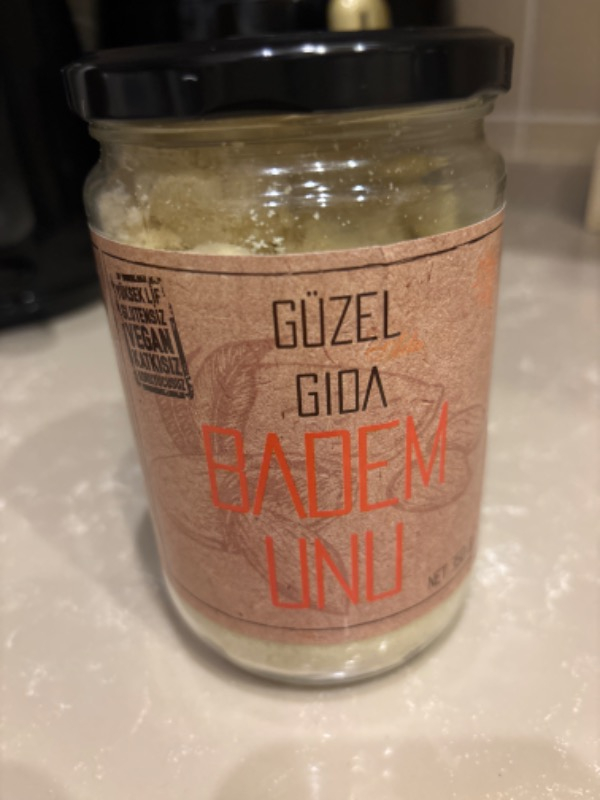 YÜKSEK LİF
GLUTENSİZ
VEGAN
KATKISIZ
GÜZEL
GIDA
BADEM
UNU
NET